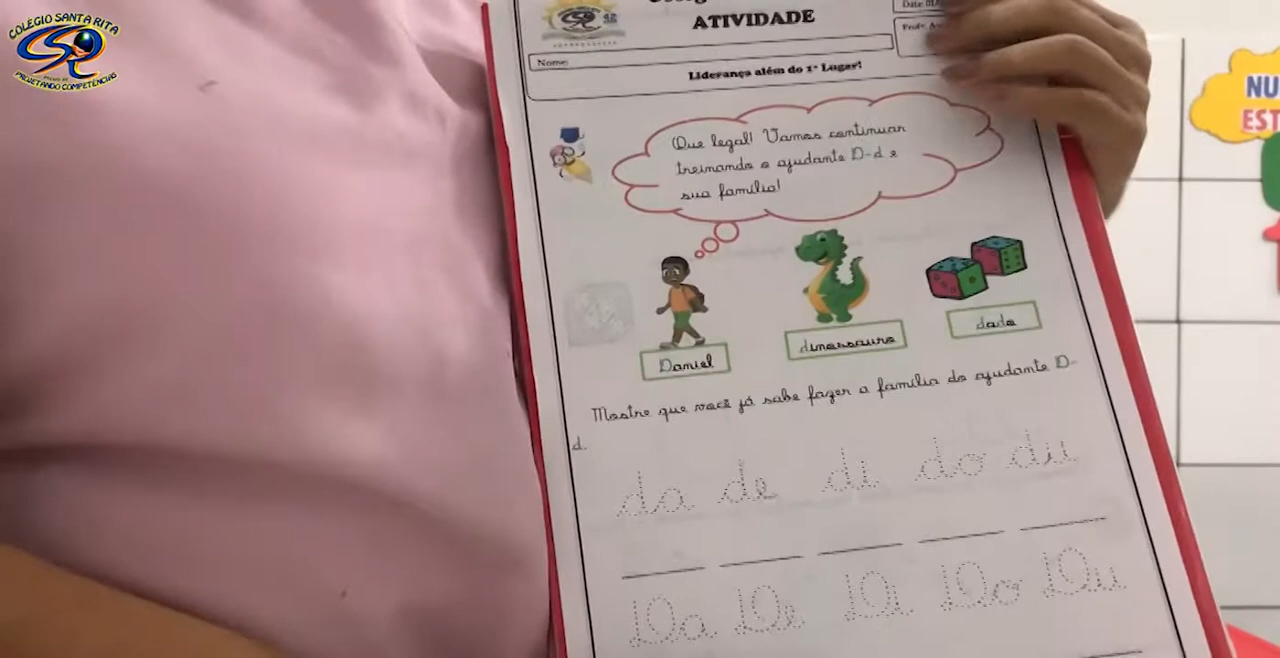 COLÉGIO SANTA RITA
PROJETANDO COMPETÊNCIAS
ATIVIDADE
Nome:
Liderança além do 1º Lugar!
Que legal! Vamos continuar
treinando o ajudante D-d e
sua família!
Daniel
dinossauro
dado
Mostre que você já sabe fazer a família do ajudante D-
d.
da de di do du
Da De Di Do Du
NU
EST